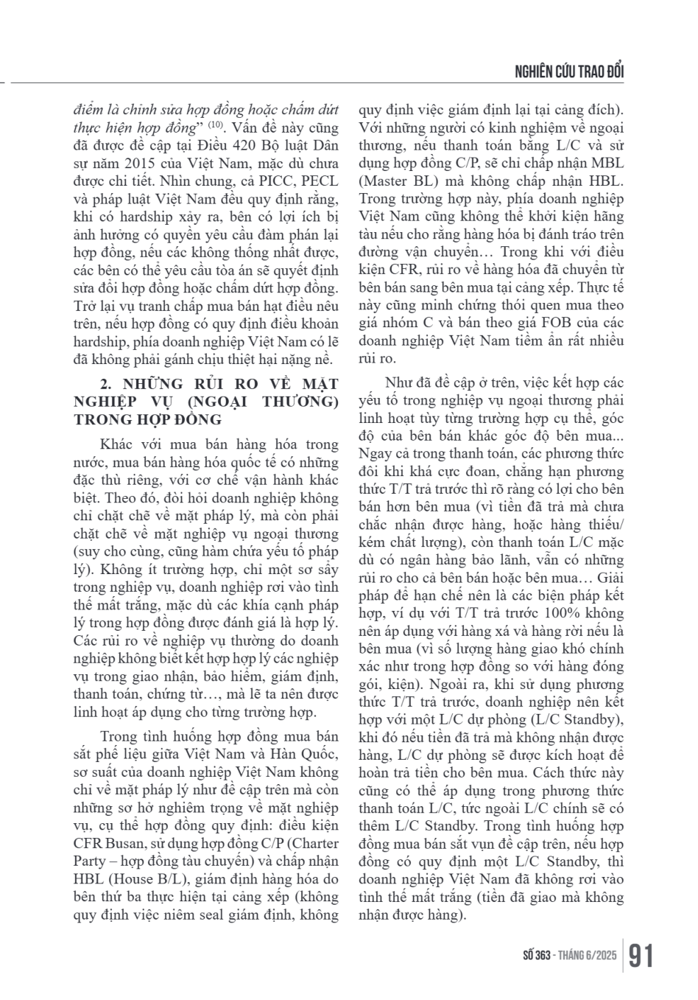 NGHIÊN CỨU TRAO ĐỔI
điểm là chỉnh sửa hợp đồng hoặc chấm dứt
thực hiện hợp đồng” (10). Vấn đề này cũng
đã được đề cập tại Điều 420 Bộ luật Dân
sự năm 2015 của Việt Nam, mặc dù chưa
được chi tiết. Nhìn chung, cả PICC, PECL
và pháp luật Việt Nam đều quy định rằng,
khi có hardship xảy ra, bên có lợi ích bị
ảnh hưởng có quyền yêu cầu đàm phán lại
hợp đồng, nếu các không thống nhất được,
các bên có thể yêu cầu tòa án sẽ quyết định
sửa đổi hợp đồng hoặc chấm dứt hợp đồng.
Trở lại vụ tranh chấp mua bán hạt điều nêu
trên, nếu hợp đồng có quy định điều khoản
hardship, phía doanh nghiệp Việt Nam có lẽ
đã không phải gánh chịu thiệt hại nặng nề.
2. NHỮNG RỦI RO VỀ MẶT
NGHIỆP VỤ (NGOẠI THƯƠNG)
TRONG HỢP ĐỒNG
Khác với mua bán hàng hóa trong
nước, mua bán hàng hóa quốc tế có những
đặc thù riêng, với cơ chế vận hành khác
biệt. Theo đó, đòi hỏi doanh nghiệp không
chỉ chặt chẽ về mặt pháp lý, mà còn phải
chặt chẽ về mặt nghiệp vụ ngoại thương
(suy cho cùng, cũng hàm chứa yếu tố pháp
lý). Không ít trường hợp, chỉ một sơ sẩy
trong nghiệp vụ, doanh nghiệp rơi vào tình
thế mất trắng, mặc dù các khía cạnh pháp
lý trong hợp đồng được đánh giá là hợp lý.
Các rủi ro về nghiệp vụ thường do doanh
nghiệp không biết kết hợp hợp lý các nghiệp
vụ trong giao nhận, bảo hiểm, giám định,
thanh toán, chứng từ…, mà lẽ ta nên được
linh hoạt áp dụng cho từng trường hợp.
Trong tình huống hợp đồng mua bán
sắt phế liệu giữa Việt Nam và Hàn Quốc,
sơ suất của doanh nghiệp Việt Nam không
chỉ về mặt pháp lý như đề cập trên mà còn
những sơ hở nghiêm trọng về mặt nghiệp
vụ, cụ thể hợp đồng quy định: điều kiện
CFR Busan, sử dụng hợp đồng C/P (Charter
Party – hợp đồng tàu chuyến) và chấp nhận
HBL (House B/L), giám định hàng hóa do
bên thứ ba thực hiện tại cảng xếp (không
quy định việc niêm seal giám định, không
quy định việc giám định lại tại cảng đích).
Với những người có kinh nghiệm về ngoại
thương, nếu thanh toán bằng L/C và sử
dụng hợp đồng C/P, sẽ chỉ chấp nhận MBL
(Master BL) mà không chấp nhận HBL.
Trong trường hợp này, phía doanh nghiệp
Việt Nam cũng không thể khởi kiện hãng
tàu nếu cho rằng hàng hóa bị đánh tráo trên
đường vận chuyển… Trong khi với điều
kiện CFR, rủi ro về hàng hóa đã chuyển từ
bên bán sang bên mua tại cảng xếp. Thực tế
này cũng minh chứng thói quen mua theo
giá nhóm C và bán theo giá FOB của các
doanh nghiệp Việt Nam tiềm ẩn rất nhiều
rủi ro.
Như đã đề cập ở trên, việc kết hợp các
yếu tố trong nghiệp vụ ngoại thương phải
linh hoạt tùy từng trường hợp cụ thể, góc
độ của bên bán khác góc độ bên mua...
Ngay cả trong thanh toán, các phương thức
đôi khi khá cực đoan, chẳng hạn phương
thức T/T trả trước thì rõ ràng có lợi cho bên
bán hơn bên mua (vì tiền đã trả mà chưa
chắc nhận được hàng, hoặc hàng thiếu/
kém chất lượng), còn thanh toán L/C mặc
dù có ngân hàng bảo lãnh, vẫn có những
rủi ro cho cả bên bán hoặc bên mua… Giải
pháp để hạn chế nên là các biện pháp kết
hợp, ví dụ với T/T trả trước 100% không
nên áp dụng với hàng xá và hàng rời nếu là
bên mua (vì số lượng hàng giao khó chính
xác như trong hợp đồng so với hàng đóng
gói, kiện). Ngoài ra, khi sử dụng phương
thức T/T trả trước, doanh nghiệp nên kết
hợp với một L/C dự phòng (L/C Standby),
khi đó nếu tiền đã trả mà không nhận được
hàng, L/C dự phòng sẽ được kích hoạt để
hoàn trả tiền cho bên mua. Cách thức này
cũng có thể áp dụng trong phương thức
thanh toán L/C, tức ngoài L/C chính sẽ có
thêm L/C Standby. Trong tình huống hợp
đồng mua bán sắt vụn đề cập trên, nếu hợp
đồng có quy định một L/C Standby, thì
doanh nghiệp Việt Nam đã không rơi vào
tình thế mất trắng (tiền đã giao mà không
nhận được hàng).
SỐ 363 - THÁNG 6/2025 91